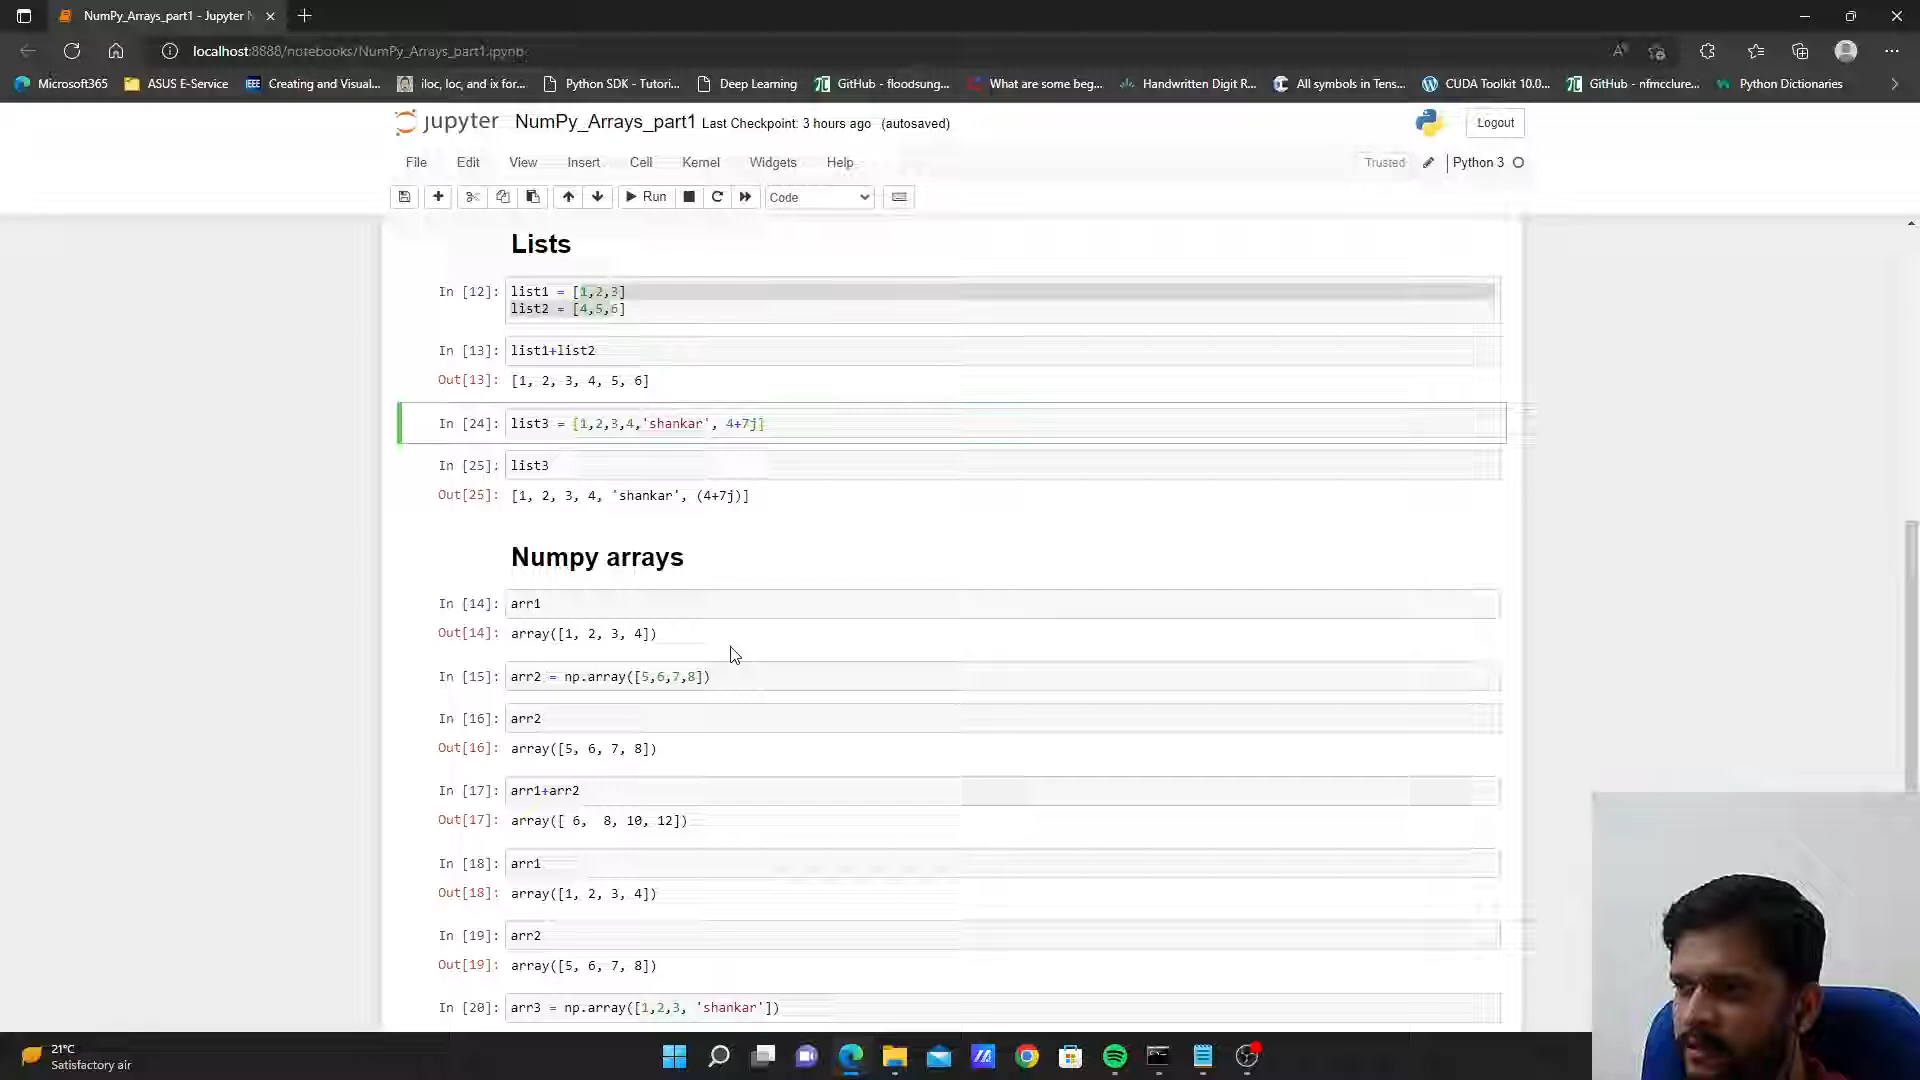 NumPy_Arrays_part1 - Jupyter N
localhost:8888/notebooks/NumPy_Arrays_part1.ipynb
Microsoft365 ASUS E-Service IEEE Creating and Visual... iloc, loc, and ix for... Python SDK - Tutori... Deep Learning GitHub - floodsung... What are some beg... Handwritten Digit R... All symbols in Tens... CUDA Toolkit 10.0... GitHub - nfmcclure... Python Dictionaries
jupyter NumPy_Arrays_part1 Last Checkpoint: 3 hours ago (autosaved) Logout
File Edit View Insert Cell Kernel Widgets Help Trusted Python 3
Run Code
Lists
In [12]: list1 = [1,2,3]
list2 = [4,5,6]
In [13]: list1+list2
Out[13]: [1, 2, 3, 4, 5, 6]
In [24]: list3 = [1,2,3,4,'shankar', 4+7j]
In [25]: list3
Out[25]: [1, 2, 3, 4, 'shankar', (4+7j)]
Numpy arrays
In [14]: arr1
Out[14]: array([1, 2, 3, 4])
In [15]: arr2 = np.array([5,6,7,8])
In [16]: arr2
Out[16]: array([5, 6, 7, 8])
In [17]: arr1+arr2
Out[17]: array([ 6,  8, 10, 12])
In [18]: arr1
Out[18]: array([1, 2, 3, 4])
In [19]: arr2
Out[19]: array([5, 6, 7, 8])
In [20]: arr3 = np.array([1,2,3, 'shankar'])
21°C
Satisfactory air